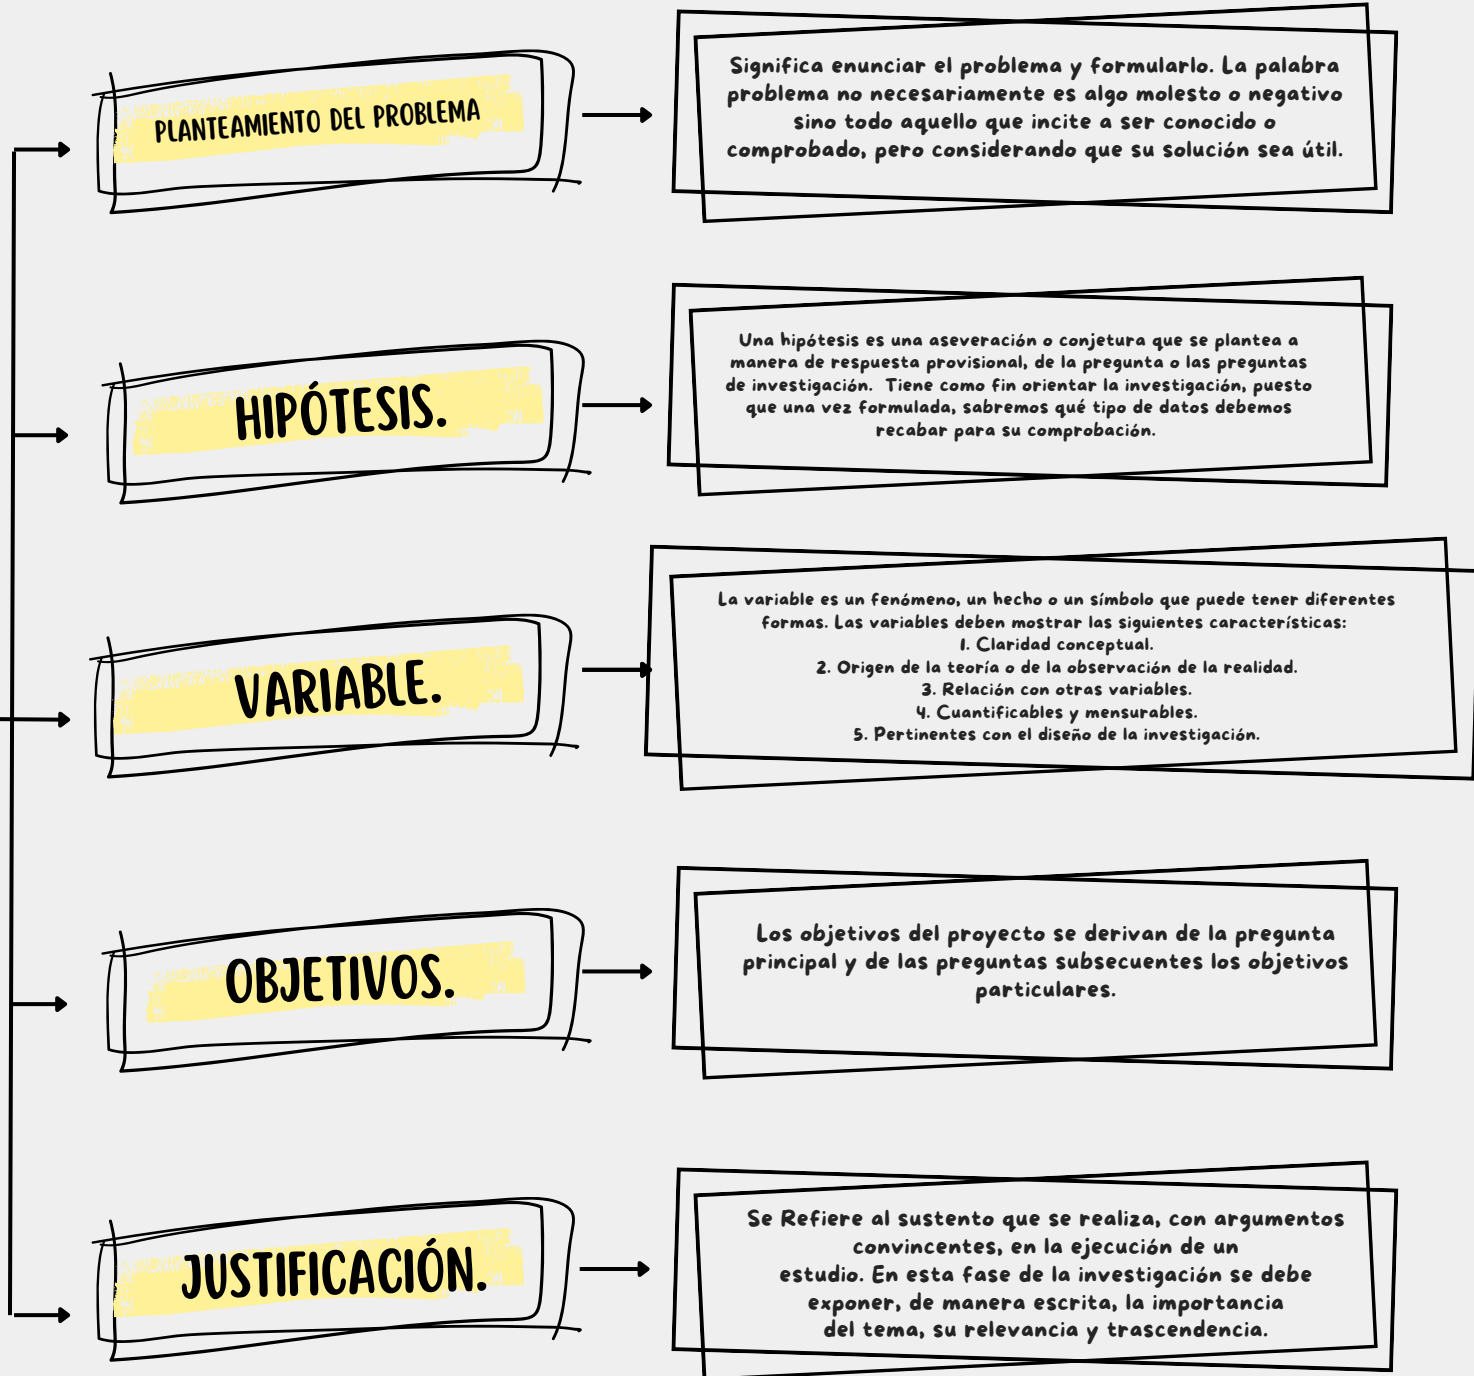 PLANTEAMIENTO DEL PROBLEMA
Significa enunciar el problema y formularlo. La palabra
problema no necesariamente es algo molesto o negativo
sino todo aquello que incite a ser conocido o
comprobado, pero considerando que su solución sea útil.
HIPÓTESIS.
Una hipótesis es una aseveración o conjetura que se plantea a
manera de respuesta provisional, de la pregunta o las preguntas
de investigación. Tiene como fin orientar la investigación, puesto
que una vez formulada, sabremos qué tipo de datos debemos
recabar para su comprobación.
VARIABLE.
La variable es un fenómeno, un hecho o un símbolo que puede tener diferentes
formas. Las variables deben mostrar las siguientes características:
1. Claridad conceptual.
2. Origen de la teoría o de la observación de la realidad.
3. Relación con otras variables.
4. Cuantificables y mensurables.
5. Pertinentes con el diseño de la investigación.
OBJETIVOS.
Los objetivos del proyecto se derivan de la pregunta
principal y de las preguntas subsecuentes los objetivos
particulares.
JUSTIFICACIÓN.
Se Refiere al sustento que se realiza, con argumentos
convincentes, en la ejecución de un
estudio. En esta fase de la investigación se debe
exponer, de manera escrita, la importancia
del tema, su relevancia y trascendencia.